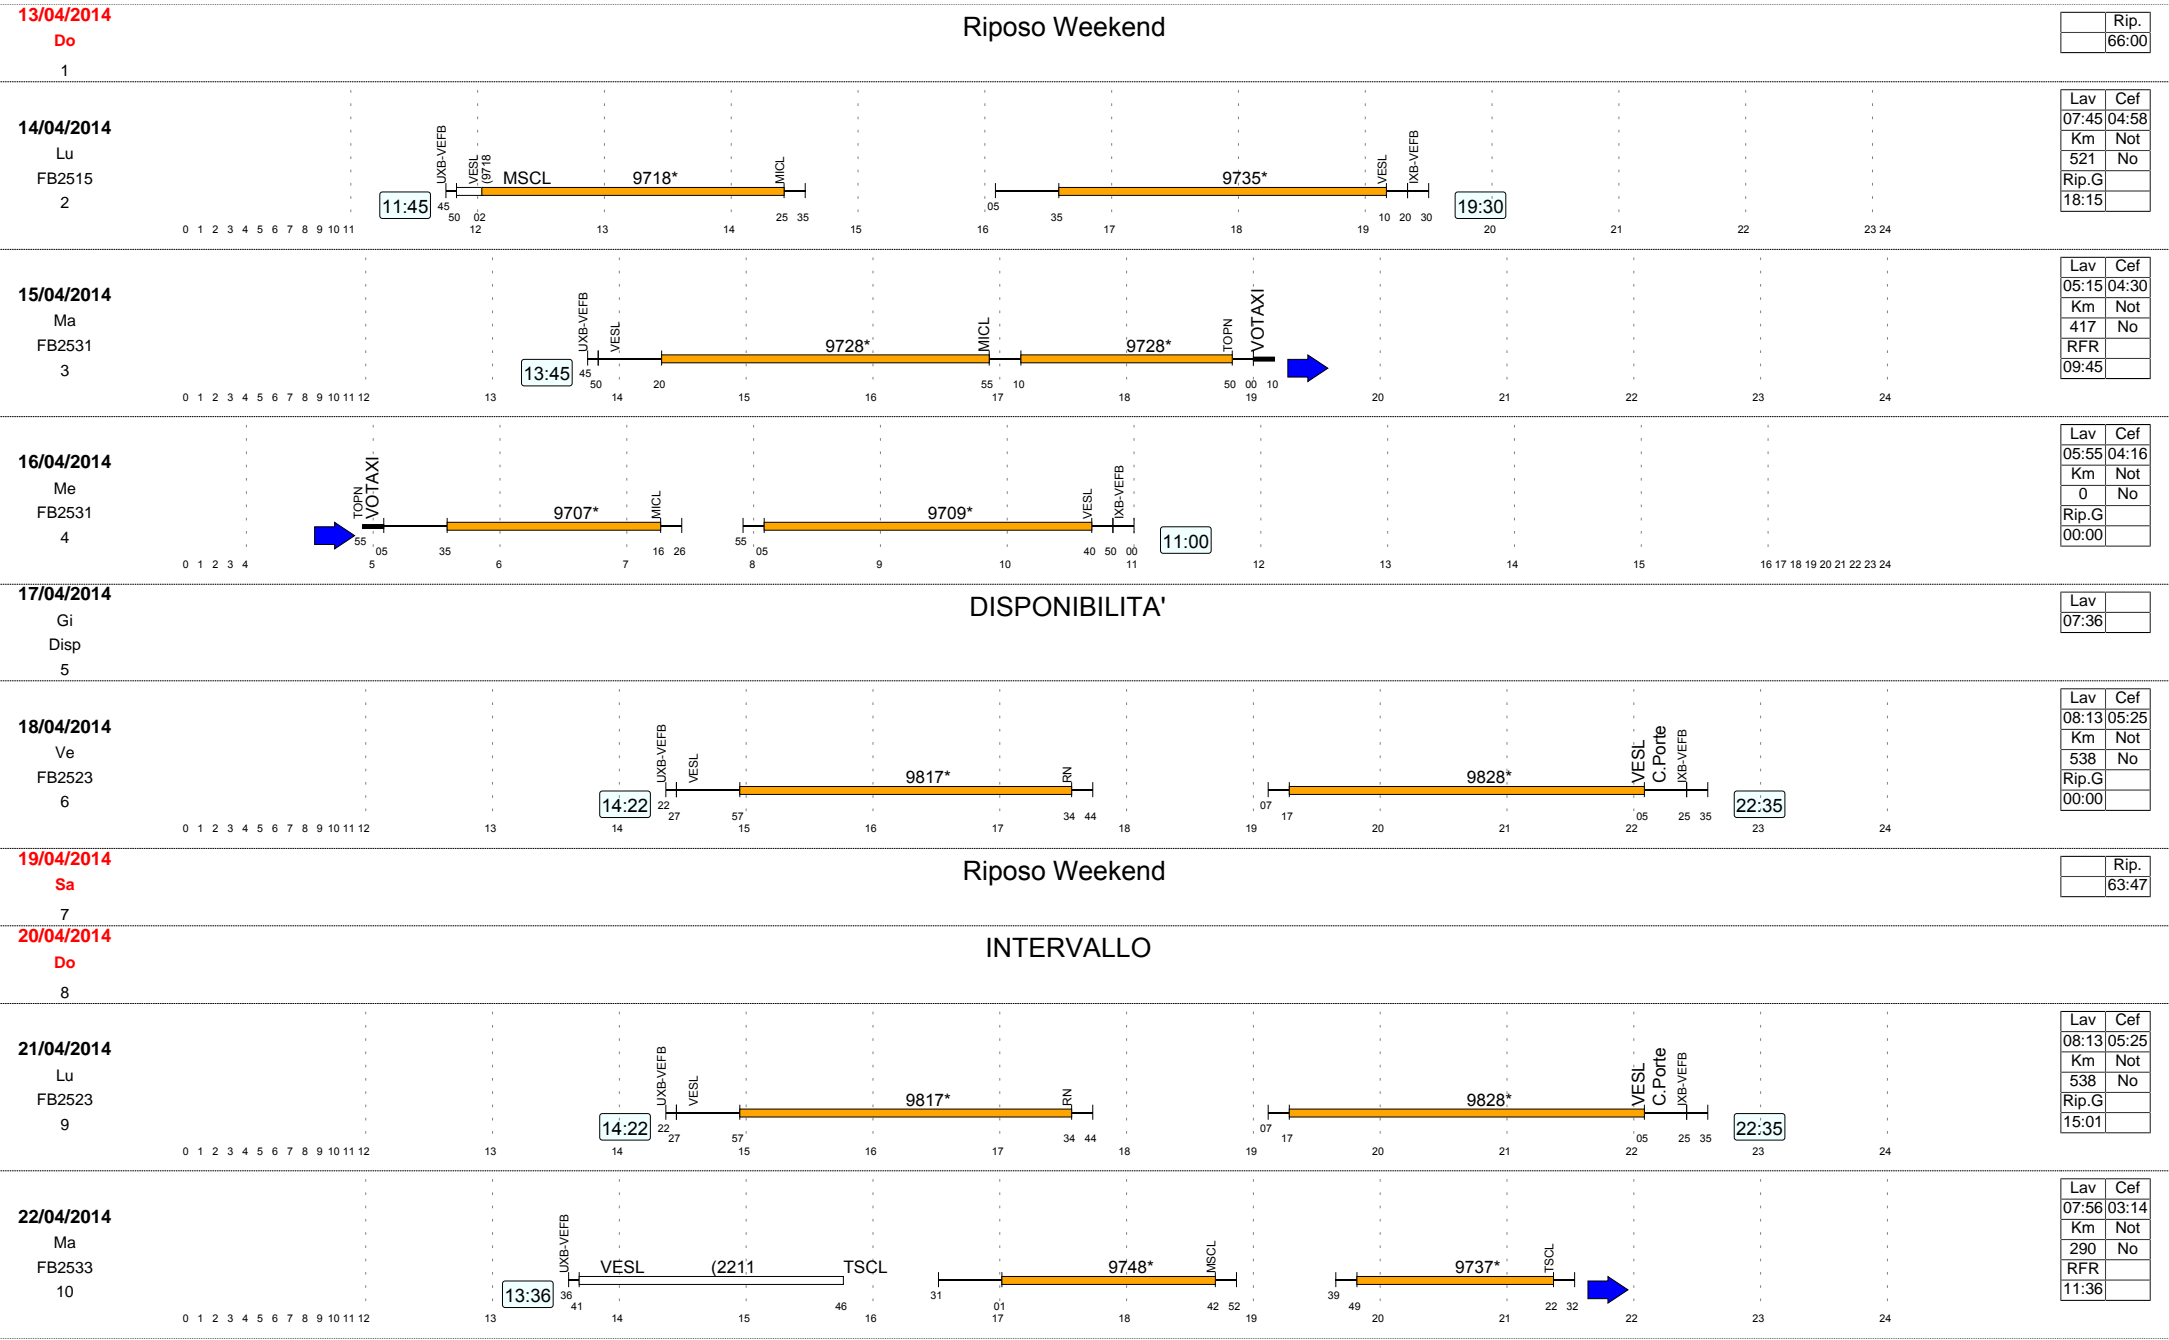 13/04/2014
Do
1
Riposo Weekend
Rip.
66:00
14/04/2014
Lu
FB2515
2
11:45
UXB-VEFB
VESL
(9718
MSCL
9718*
MICL
9735*
VESL
IXB-VEFB
19:30
45 50 02 25 35 05 35 10 20 30
0 1 2 3 4 5 6 7 8 9 10 11 12 13 14 15 16 17 18 19 20 21 22 23 24
Lav Cef
07:45 04:58
Km Not
521 No
Rip.G
18:15
15/04/2014
Ma
FB2531
3
13:45
UXB-VEFB
VESL
9728*
MICL
9728*
TOPN
VOTAXI
45 50 20 55 10 50 00 10
0 1 2 3 4 5 6 7 8 9 10 11 12 13 14 15 16 17 18 19 20 21 22 23 24
Lav Cef
05:15 04:30
Km Not
417 No
RFR
09:45
16/04/2014
Me
FB2531
4
TOPN
VOTAXI
9707*
MICL
9709*
VESL
IXB-VEFB
11:00
55 05 35 16 26 55 05 40 50 00
0 1 2 3 4 5 6 7 8 9 10 11 12 13 14 15 16 17 18 19 20 21 22 23 24
Lav Cef
05:55 04:16
Km Not
0 No
Rip.G
00:00
17/04/2014
Gi
Disp
5
DISPONIBILITA'
Lav
07:36
18/04/2014
Ve
FB2523
6
14:22
UXB-VEFB
VESL
9817*
RN
9828*
VESL
C.Porte
IXB-VEFB
22:35
22 27 57 34 44 07 17 05 25 35
0 1 2 3 4 5 6 7 8 9 10 11 12 13 14 15 16 17 18 19 20 21 22 23 24
Lav Cef
08:13 05:25
Km Not
538 No
Rip.G
00:00
19/04/2014
Sa
7
Riposo Weekend
Rip.
63:47
20/04/2014
Do
8
INTERVALLO
21/04/2014
Lu
FB2523
9
14:22
UXB-VEFB
VESL
9817*
RN
9828*
VESL
C.Porte
IXB-VEFB
22:35
22 27 57 34 44 07 17 05 25 35
0 1 2 3 4 5 6 7 8 9 10 11 12 13 14 15 16 17 18 19 20 21 22 23 24
Lav Cef
08:13 05:25
Km Not
538 No
Rip.G
15:01
22/04/2014
Ma
FB2533
10
13:36
UXB-VEFB
VESL
(2211
TSCL
9748*
MSCL
9737*
TSCL
36 41 46 31 01 42 52 39 49 22 32
0 1 2 3 4 5 6 7 8 9 10 11 12 13 14 15 16 17 18 19 20 21 22 23 24
Lav Cef
07:56 03:14
Km Not
290 No
RFR
11:36